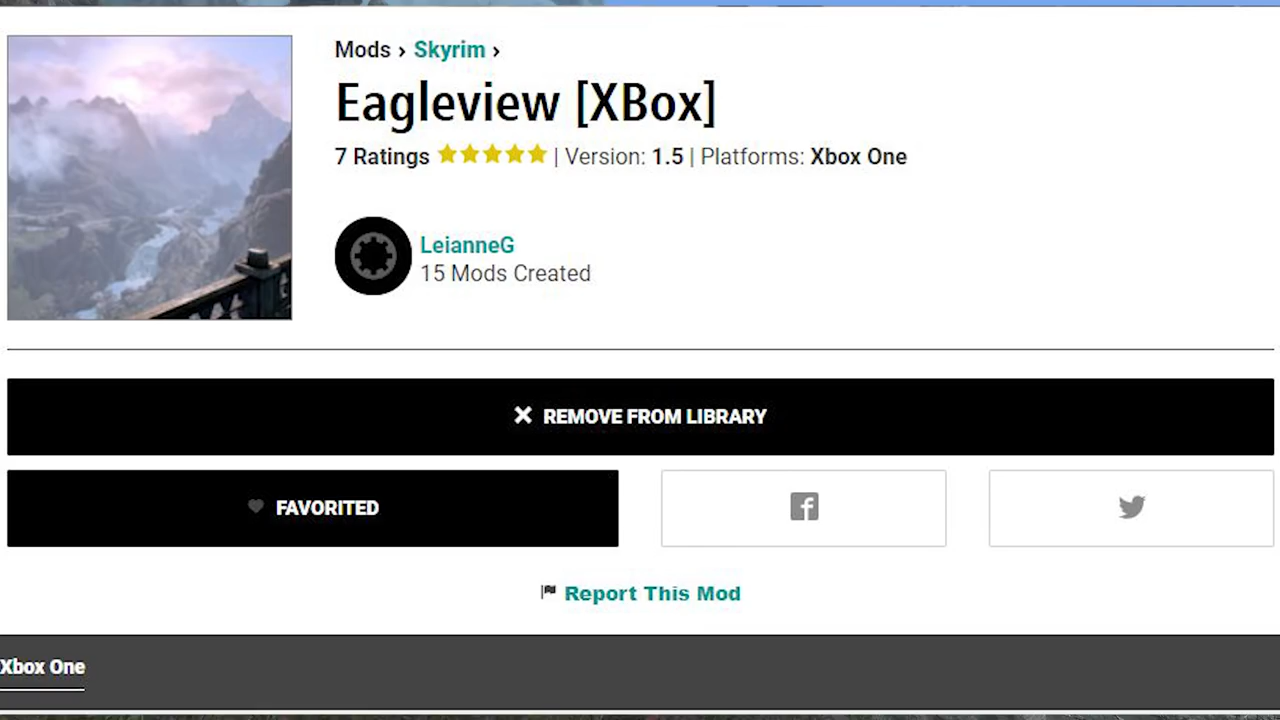 Mods › Skyrim ›
Eagleview [XBox]
7 Ratings ★★★★★ | Version: 1.5 | Platforms: Xbox One
LeianneG
15 Mods Created
✕ REMOVE FROM LIBRARY
FAVORITED
Report This Mod
Xbox One